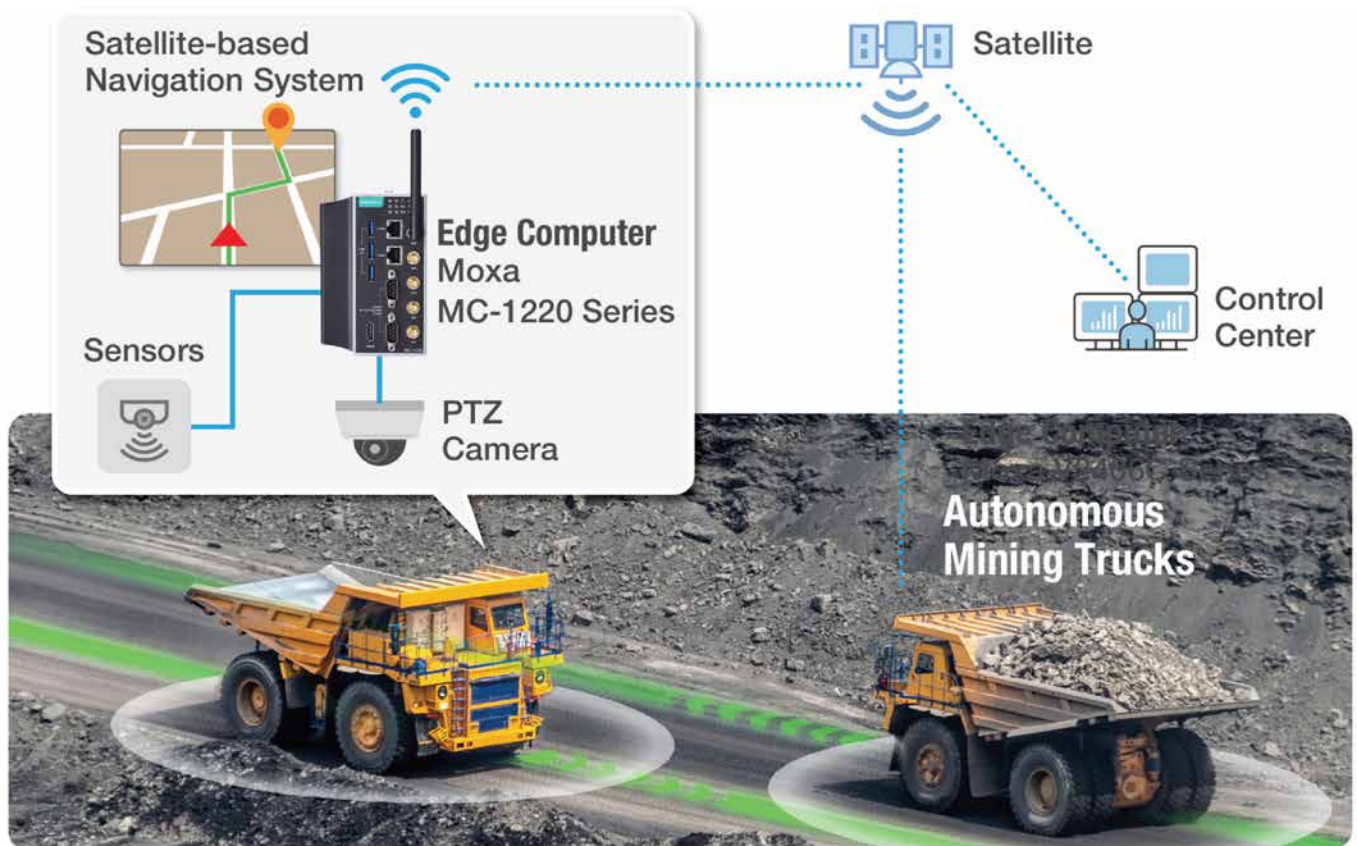 Satellite-based
Navigation System
Satellite
Edge Computer
Moxa
MC-1220 Series
Control
Center
Sensors
PTZ
Camera
Autonomous
Mining Trucks